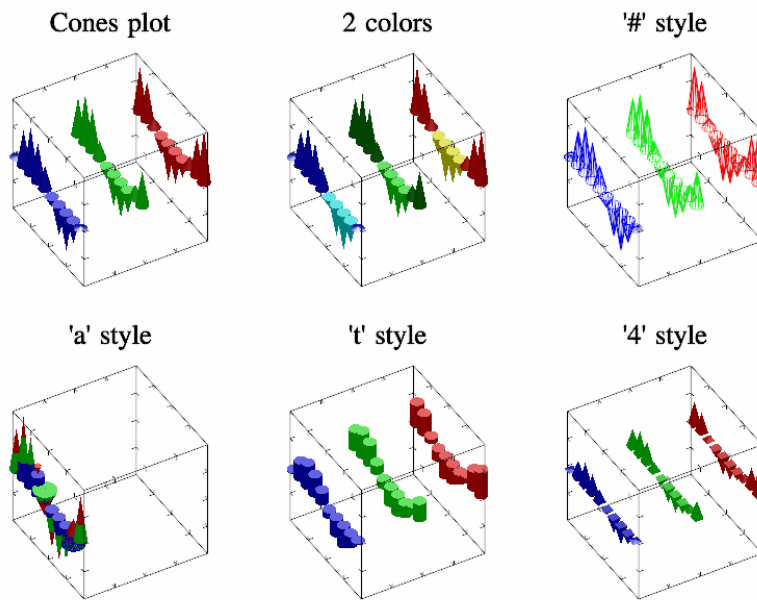 Cones plot
2 colors
'#' style
'a' style
't' style
'4' style